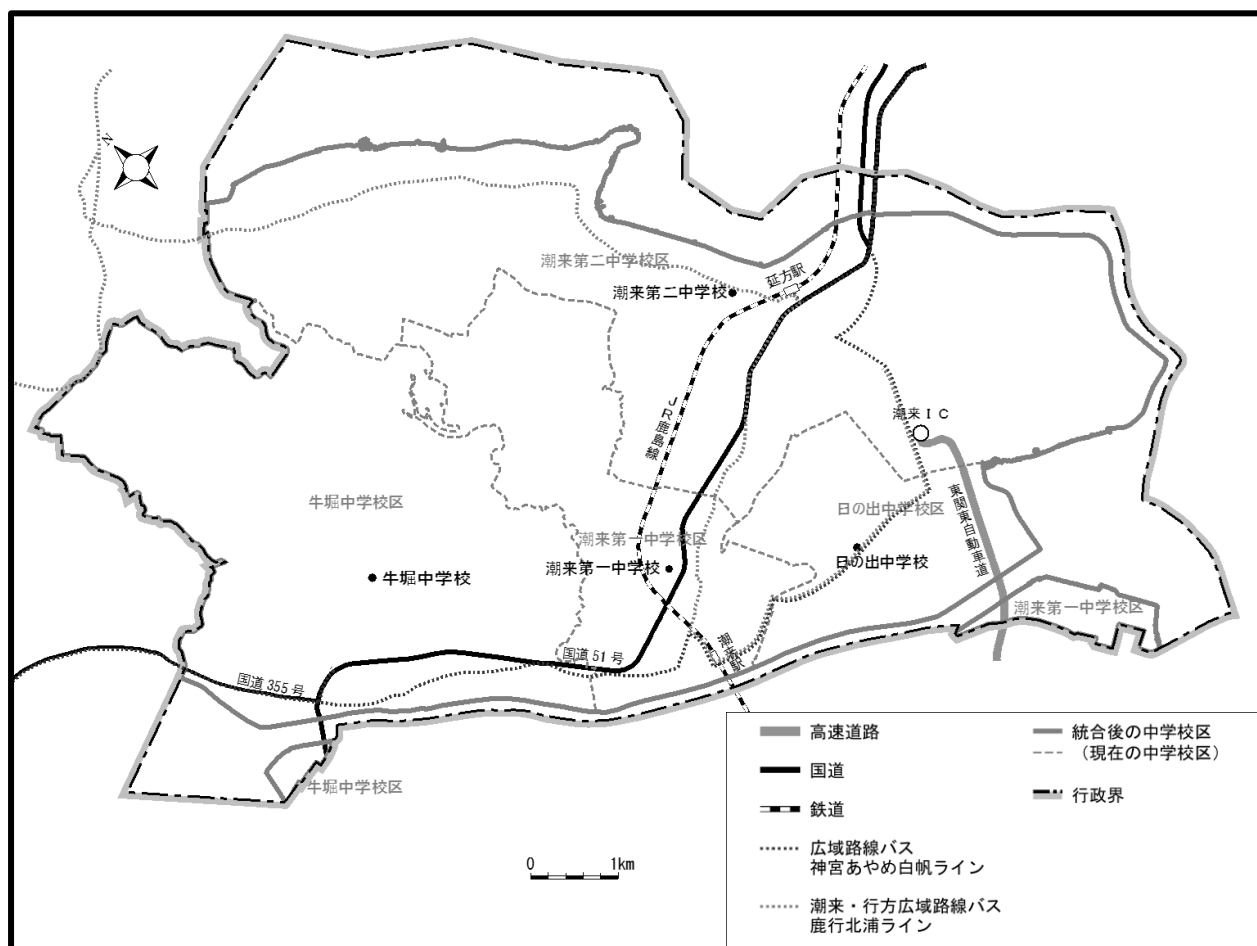 N
潮来第二中学校区
潮来第二中学校
延方駅
JR鹿島線
潮来IC
東関東自動車道
牛堀中学校区
潮来第一中学校区
日の出中学校区
潮来第一中学校
日の出中学校
牛堀中学校
潮来第一中学校区
国道51号
潮来駅
国道355号
牛堀中学校区
0 1km
高速道路
国道
鉄道
広域路線バス
神宮あやめ白帆ライン
潮来・行方広域路線バス
鹿行北浦ライン
統合後の中学校区
(現在の中学校区)
行政界